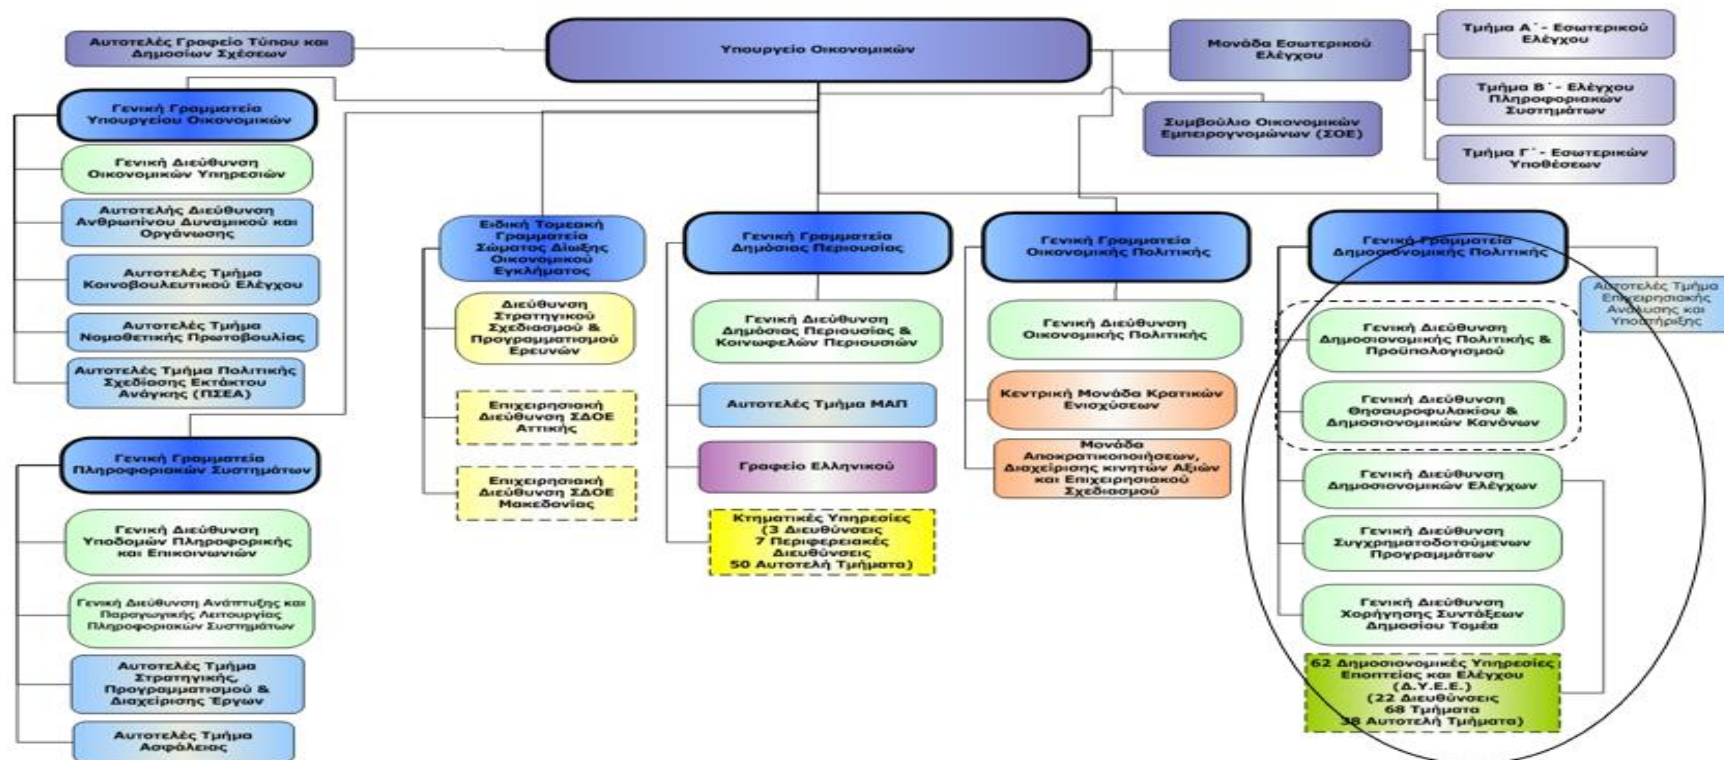 Αυτοτελές Γραφείο Τύπου και
Δημοσίων Σχέσεων
Υπουργείο Οικονομικών
Μονάδα Εσωτερικού
Ελέγχου
Τμήμα Α΄- Εσωτερικού
Ελέγχου
Τμήμα Β΄- Ελέγχου
Πληροφοριακών
Συστημάτων
Τμήμα Γ΄- Εσωτερικών
Υποθέσεων
Συμβούλιο Οικονομικών
Εμπειρογνωμόνων (ΣΟΕ)
Γενική Γραμματεία
Υπουργείου Οικονομικών
Γενική Διεύθυνση
Οικονομικών Υπηρεσιών
Αυτοτελής Διεύθυνση
Ανθρωπίνου Δυναμικού και
Οργάνωσης
Αυτοτελές Τμήμα
Κοινοβουλευτικού Ελέγχου
Αυτοτελές Τμήμα
Νομοθετικής Πρωτοβουλίας
Αυτοτελές Τμήμα Πολιτικής
Σχεδίασης Εκτάκτου
Ανάγκης (ΠΣΕΑ)
Γενική Γραμματεία
Πληροφοριακών Συστημάτων
Γενική Διεύθυνση
Υποδομών Πληροφορικής
και Επικοινωνιών
Γενική Διεύθυνση Ανάπτυξης και
Παραγωγικής Λειτουργίας
Πληροφοριακών Συστημάτων
Αυτοτελές Τμήμα
Στρατηγικής,
Προγραμματισμού &
Διαχείρισης Έργων
Αυτοτελές Τμήμα
Ασφάλειας
Ειδική Τομεακή
Γραμματεία
Σώματος Δίωξης
Οικονομικού
Εγκλήματος
Διεύθυνση
Στρατηγικού
Σχεδιασμού &
Προγραμματισμού
Ερευνών
Επιχειρησιακή
Διεύθυνση ΣΔΟΕ
Αττικής
Επιχειρησιακή
Διεύθυνση ΣΔΟΕ
Μακεδονίας
Γενική Γραμματεία
Δημόσιας Περιουσίας
Γενική Διεύθυνση
Δημόσιας Περιουσίας &
Κοινωφελών Περιουσιών
Αυτοτελές Τμήμα ΜΑΠ
Γραφείο Ελληνικού
Κτηματικές Υπηρεσίες
(3 Διευθύνσεις
7 Περιφερειακές
Διευθύνσεις
50 Αυτοτελή Τμήματα)
Γενική Γραμματεία
Οικονομικής Πολιτικής
Γενική Διεύθυνση
Οικονομικής Πολιτικής
Κεντρική Μονάδα Κρατικών
Ενισχύσεων
Μονάδα
Αποκρατικοποιήσεων,
Διαχείρισης κινητών Αξιών
και Επιχειρησιακού
Σχεδιασμού
Γενική Γραμματεία
Δημοσιονομικής Πολιτικής
Αυτοτελές Τμήμα
Επιχειρησιακής
Ανάλυσης και
Υποστήριξης
Γενική Διεύθυνση
Δημοσιονομικής Πολιτικής &
Προϋπολογισμού
Γενική Διεύθυνση
Θησαυροφυλακίου &
Δημοσιονομικών Κανόνων
Γενική Διεύθυνση
Δημοσιονομικών Ελέγχων
Γενική Διεύθυνση
Συγχρηματοδοτούμενων
Προγραμμάτων
Γενική Διεύθυνση
Χορήγησης Συντάξεων
Δημοσίου Τομέα
62 Δημοσιονομικές Υπηρεσίες
Εποπτείας και Ελέγχου
(Δ.Υ.Ε.Ε.)
(22 Διευθύνσεις
68 Τμήματα
38 Αυτοτελή Τμήματα)